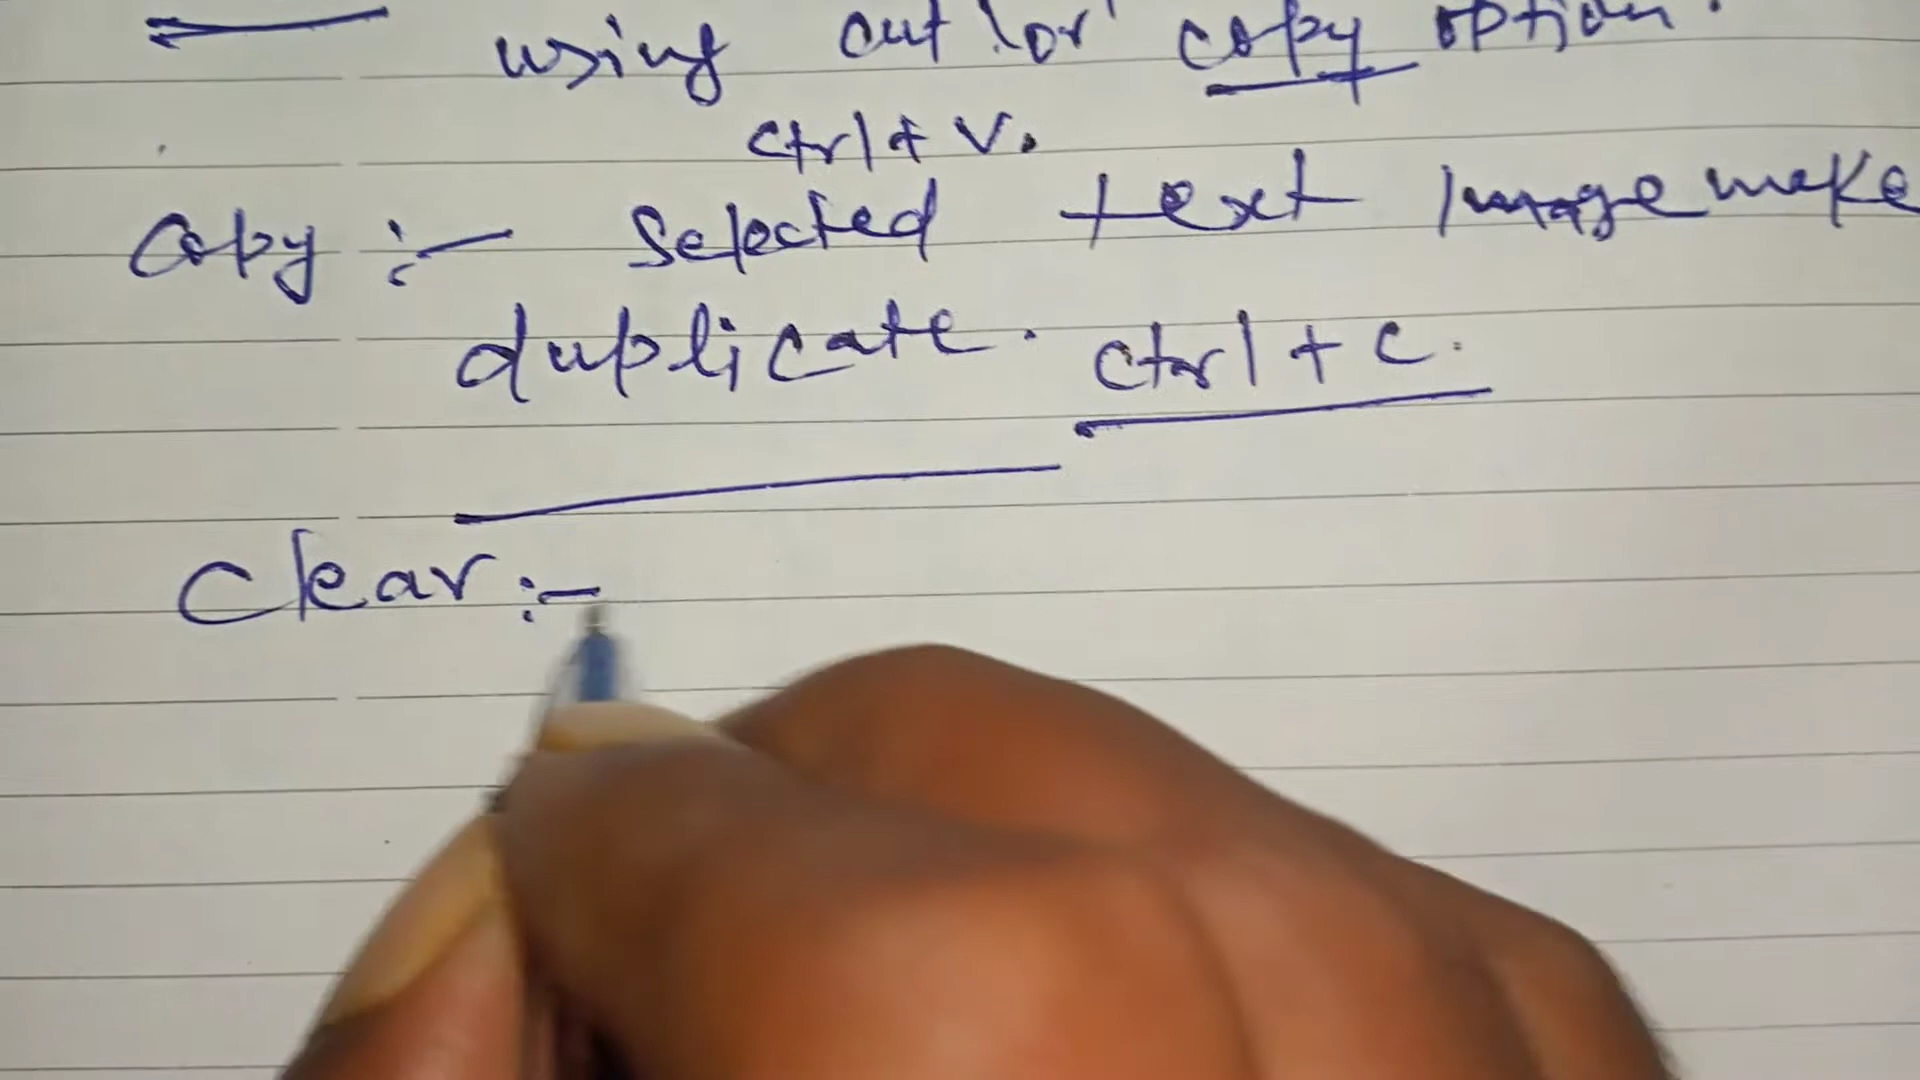 using cut or copy option.
Ctrl + V.
Copy :- Selected text Image make
duplicate. Ctrl + C.
Clear :-